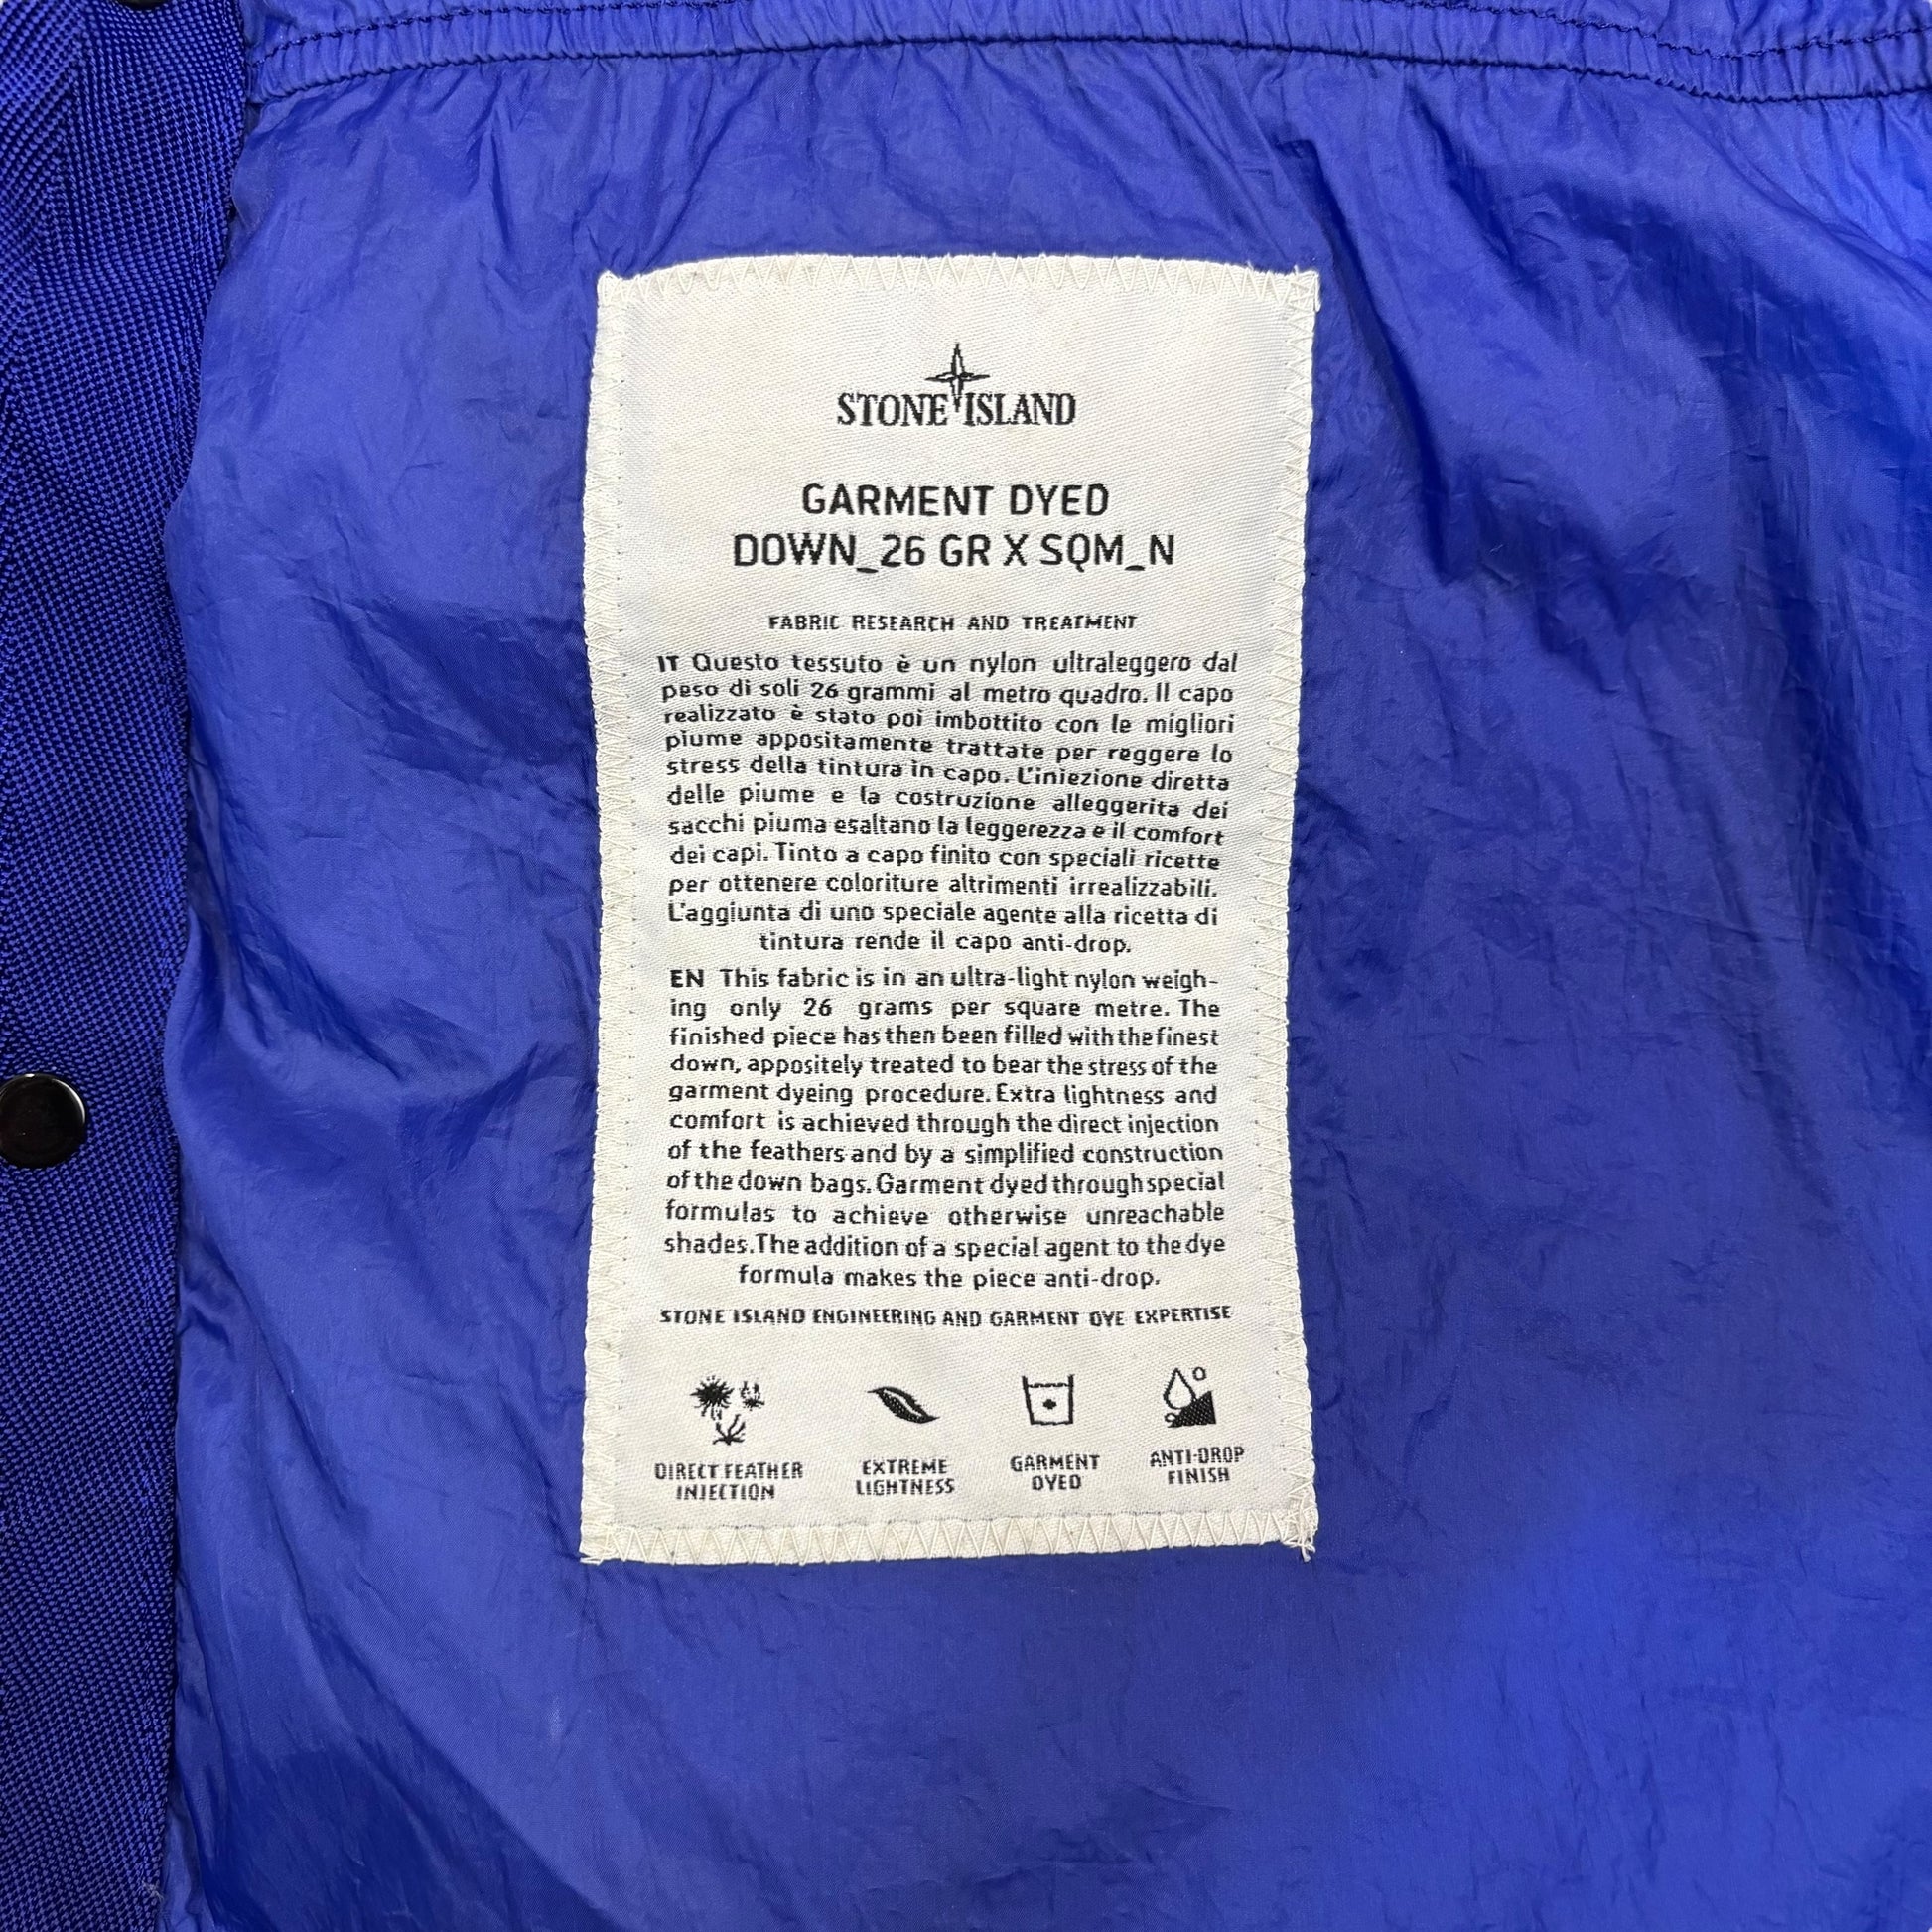 STONE ISLAND
GARMENT DYED
DOWN_26 GR X SQM_N
FABRIC RESEARCH AND TREATMENT
IT Questo tessuto è un nylon ultraleggero dal
peso di soli 26 grammi al metro quadro. Il capo
realizzato è stato poi imbottito con le migliori
piume appositamente trattate per reggere lo
stress della tintura in capo. L'iniezione diretta
delle piume e la costruzione alleggerita dei
sacchi piuma esaltano la leggerezza e il comfort
dei capi. Tinto a capo finito con speciali ricette
per ottenere coloriture altrimenti irrealizzabili.
L'aggiunta di uno speciale agente alla ricetta di
tintura rende il capo anti-drop.
EN This fabric is in an ultra-light nylon weigh-
ing only 26 grams per square metre. The
finished piece has then been filled with the finest
down, appositely treated to bear the stress of the
garment dyeing procedure. Extra lightness and
comfort is achieved through the direct injection
of the feathers and by a simplified construction
of the down bags. Garment dyed through special
formulas to achieve otherwise unreachable
shades. The addition of a special agent to the dye
formula makes the piece anti-drop.
STONE ISLAND ENGINEERING AND GARMENT DYE EXPERTISE
DIRECT FEATHER
INJECTION
EXTREME
LIGHTNESS
GARMENT
DYED
ANTI-DROP
FINISH